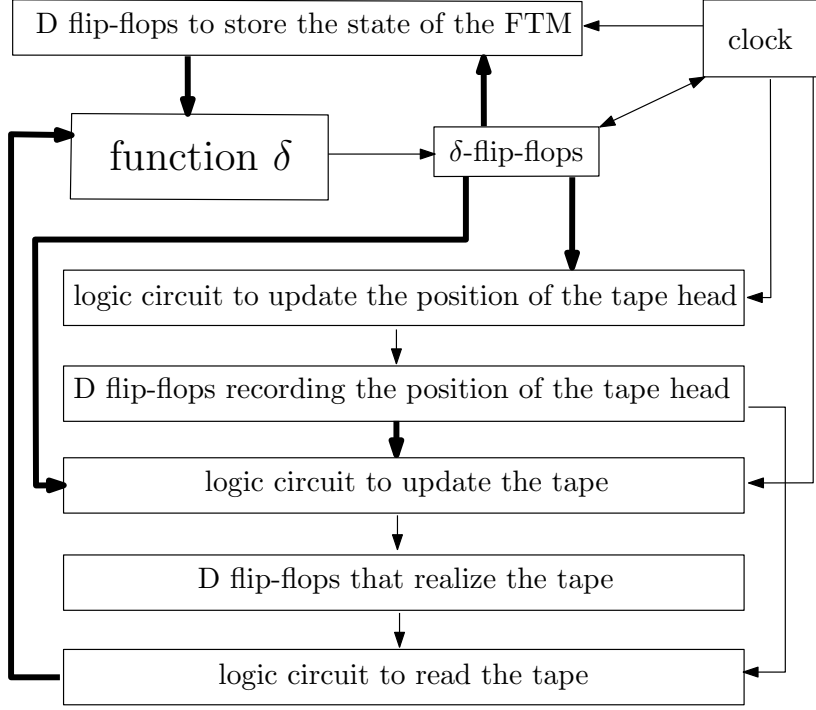 D flip-flops to store the state of the FTM
clock
function δ
δ-flip-flops
logic circuit to update the position of the tape head
D flip-flops recording the position of the tape head
logic circuit to update the tape
D flip-flops that realize the tape
logic circuit to read the tape